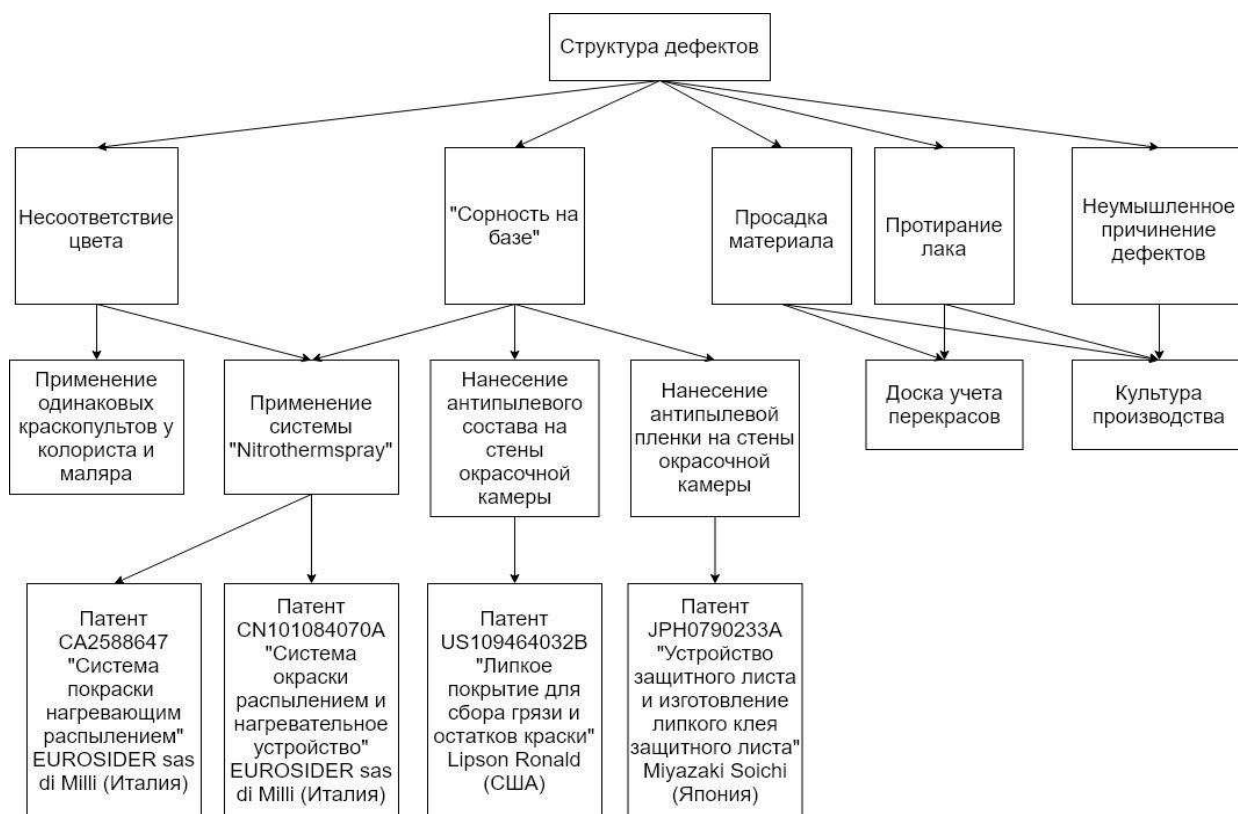 Структура дефектов
Несоответствие
цвета
"Сорность на
базе"
Просадка
материала
Протирание
лака
Неумышленное
причинение
дефектов
Применение
одинаковых
краскопультов у
колориста и
маляра
Применение
системы
"Nitrothermspray"
Нанесение
антипылевого
состава на
стены
окрасочной
камеры
Нанесение
антипылевой
пленки на стены
окрасочной
камеры
Доска учета
перекрасов
Культура
производства
Патент
CA2588647
"Система
покраски
нагревающим
распылением"
EUROSIDER sas
di Milli (Италия)
Патент
CN101084070A
"Система
окраски
распылением и
нагревательное
устройство"
EUROSIDER sas
di Milli (Италия)
Патент
US109464032B
"Липкое
покрытие для
сбора грязи и
остатков краски"
Lipson Ronald
(США)
Патент
JPH0790233A
"Устройство
защитного листа
и изготовление
липкого клея
защитного листа"
Miyazaki Soichi
(Япония)